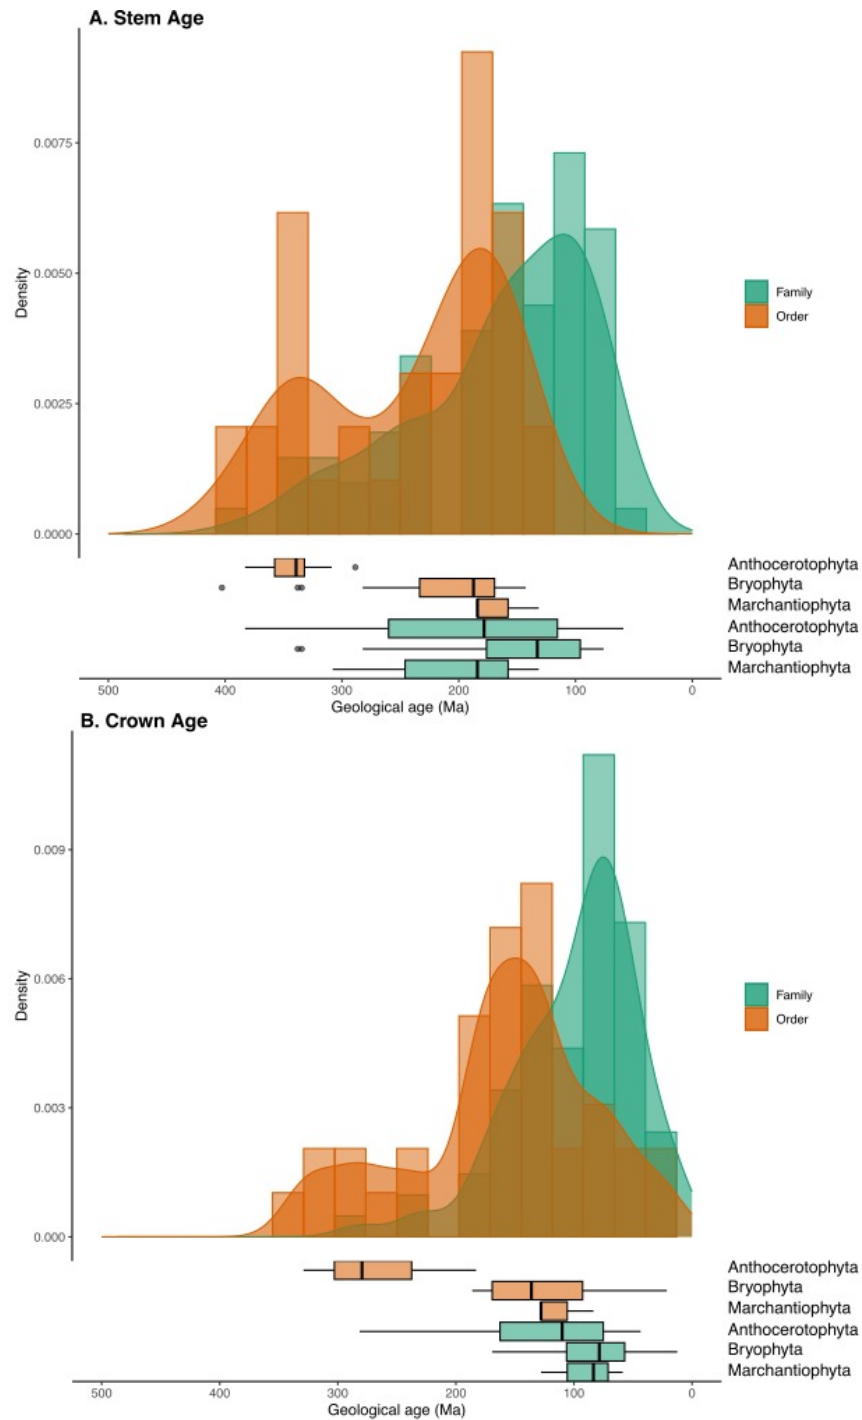 A. Stem Age
0.0075
0.0050
0.0025
0.0000
Density
Family
Order
Anthocerotophyta
Bryophyta
Marchantiophyta
Anthocerotophyta
Bryophyta
Marchantiophyta
500 400 300 200 100 0
Geological age (Ma)
B. Crown Age
0.009
0.006
0.003
0.000
Density
Family
Order
Anthocerotophyta
Bryophyta
Marchantiophyta
Anthocerotophyta
Bryophyta
Marchantiophyta
500 400 300 200 100 0
Geological age (Ma)